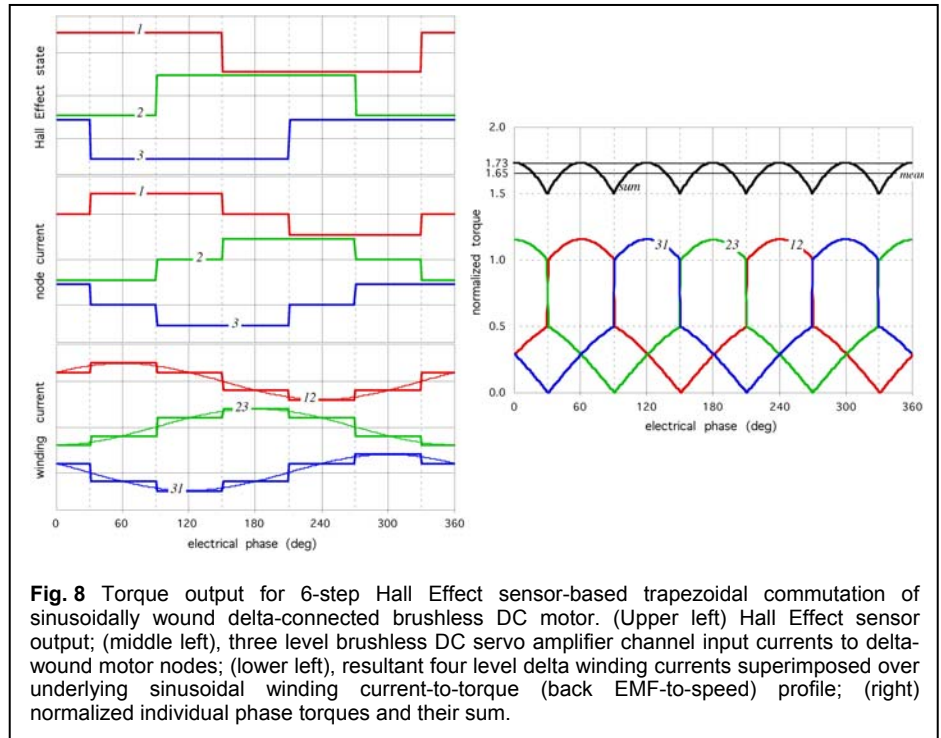 Hall Effect state
1
2
3
node current
1
2
3
winding current
12
23
31
0 60 120 180 240 300 360
electrical phase (deg)
normalized torque
2.0
1.73
1.65
1.5
1.0
0.5
0.0
sum
mean
31 23 12
0 60 120 180 240 300 360
electrical phase (deg)
Fig. 8 Torque output for 6-step Hall Effect sensor-based trapezoidal commutation of
sinusoidally wound delta-connected brushless DC motor. (Upper left) Hall Effect sensor
output; (middle left), three level brushless DC servo amplifier channel input currents to delta-
wound motor nodes; (lower left), resultant four level delta winding currents superimposed over
underlying sinusoidal winding current-to-torque (back EMF-to-speed) profile; (right)
normalized individual phase torques and their sum.